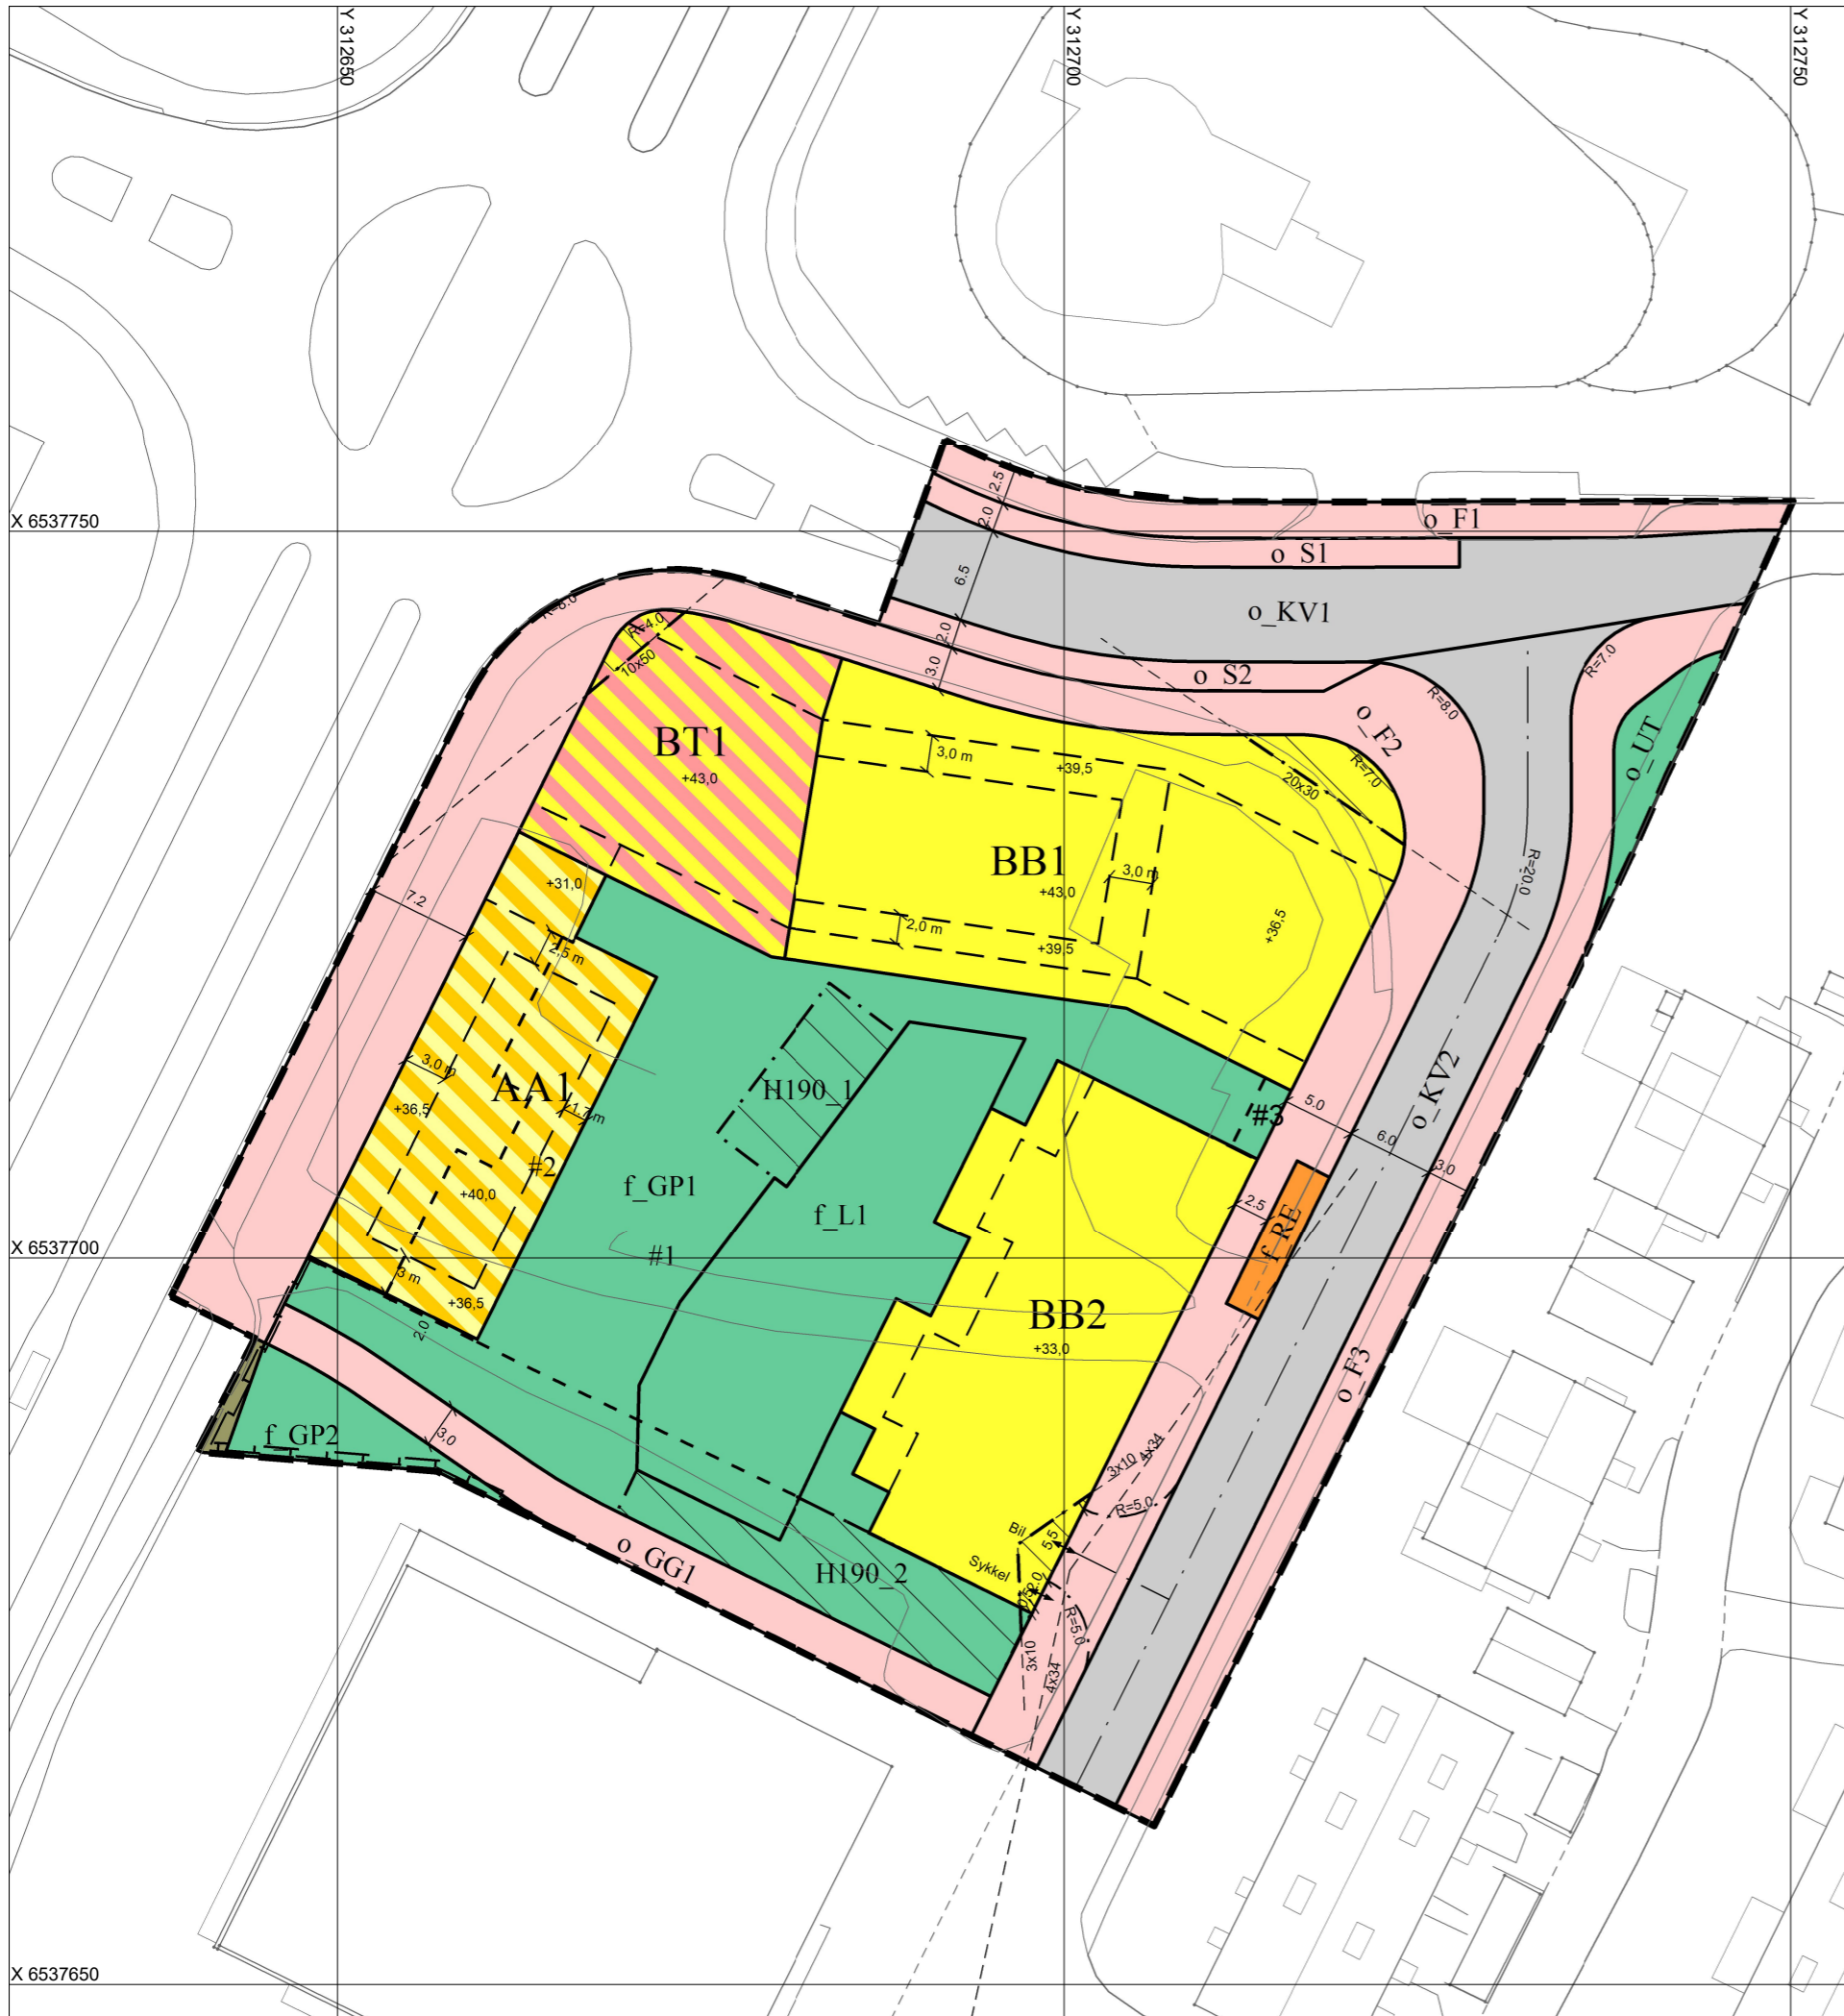 Y 312650
Y 312700
Y 312750
X 6537750
2.5
2.0
o_F1
o_S1
6.5
o_KV1
R=8.0
R=4.0
10x50
2.0
3.0
o_S2
R=7.0
R=8.0
o_F2
o_UT
BT1
+43,0
3,0 m
+39,5
R=7.0
20x30
BB1
+43,0
3,0 m
R=20.0
+31,0
7.2
2,5 m
2,0 m
+39,5
+36,5
3,0 m
AA1
1.7m
+36,5
H190_1
#3
5.0
6.0
3,0
o_KV2
#2
+40,0
f_GP1
f_L1
2.5
f_RE
#1
X 6537700
3 m
+36,5
2.0
BB2
+33,0
o_F3
f_GP2
3,0
3x10
4x34
R=5.0
Bil
5.5
Sykkel
2.0
o_GG1
H190_2
R=5.0
3x10
4x34
X 6537650